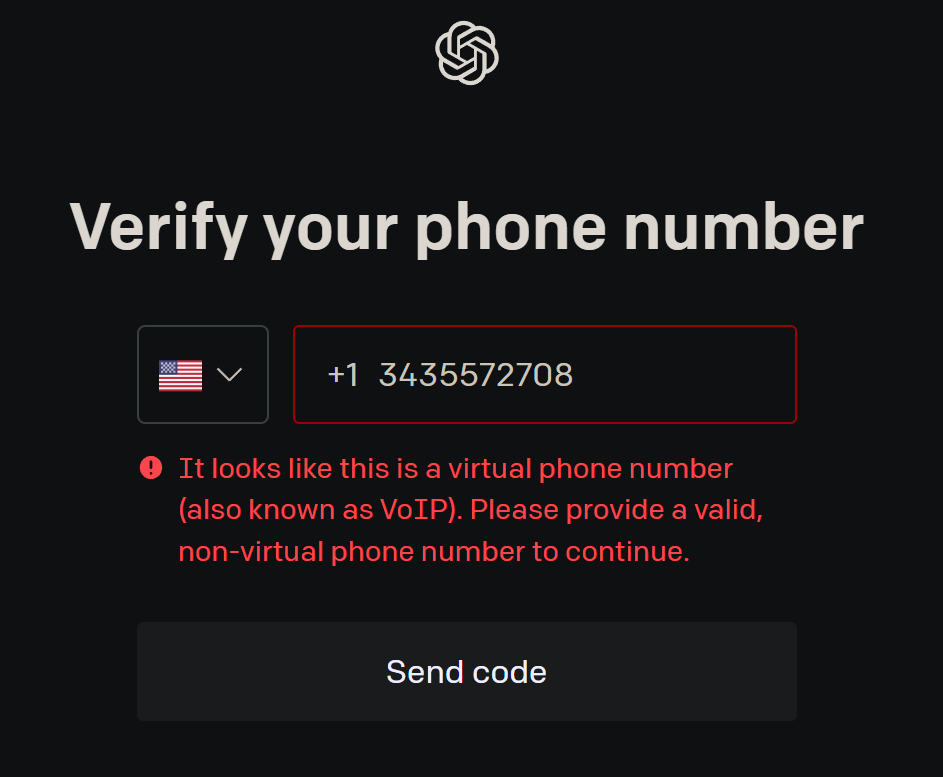 Verify your phone number
+1 3435572708
It looks like this is a virtual phone number
(also known as VoIP). Please provide a valid,
non-virtual phone number to continue.
Send code